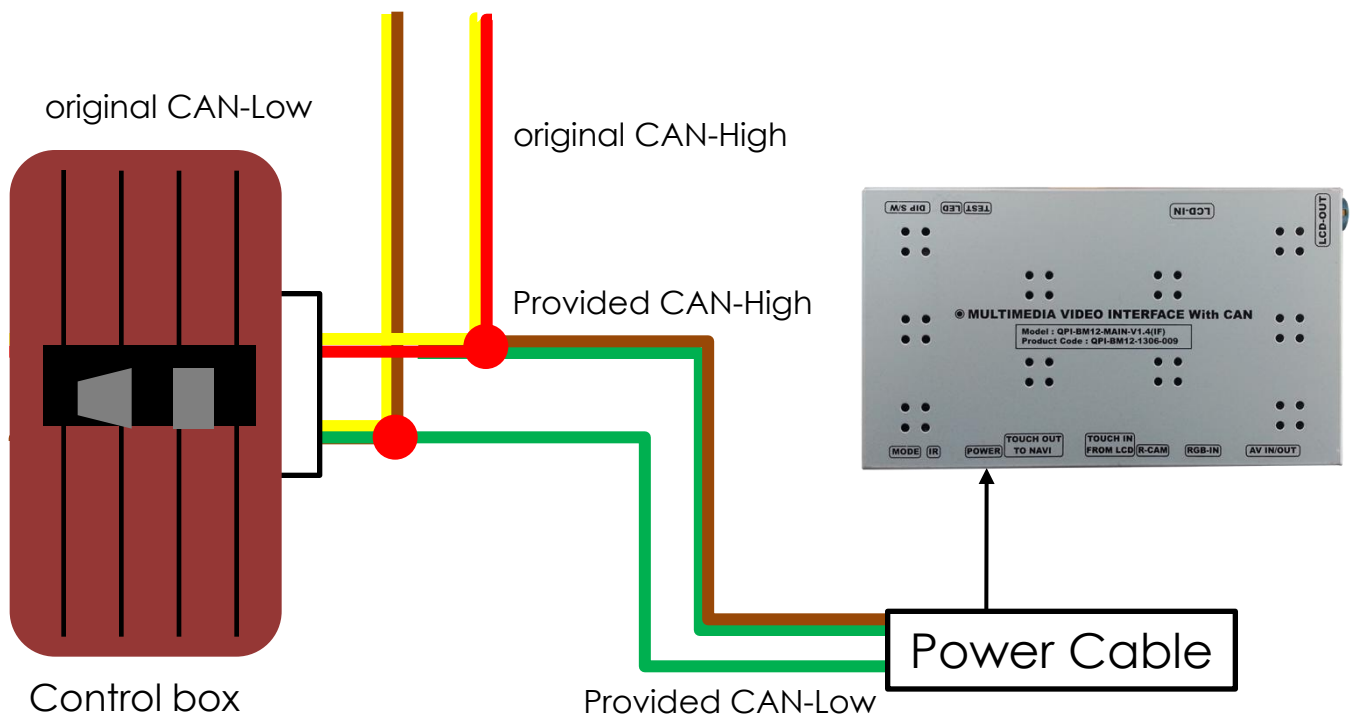 original CAN-Low
original CAN-High
DIP S/W
LED
TEST
LCD-IN
LCD-OUT
Provided CAN-High
MULTIMEDIA VIDEO INTERFACE With CAN
Model : QPI-BM12-MAIN-V1.4(IF)
Product Code : QPI-BM12-1306-009
MODE
IR
POWER
TOUCH OUT
TO NAVI
TOUCH IN
FROM LCD
R-CAM
RGB-IN
AV IN/OUT
Power Cable
Control box
Provided CAN-Low